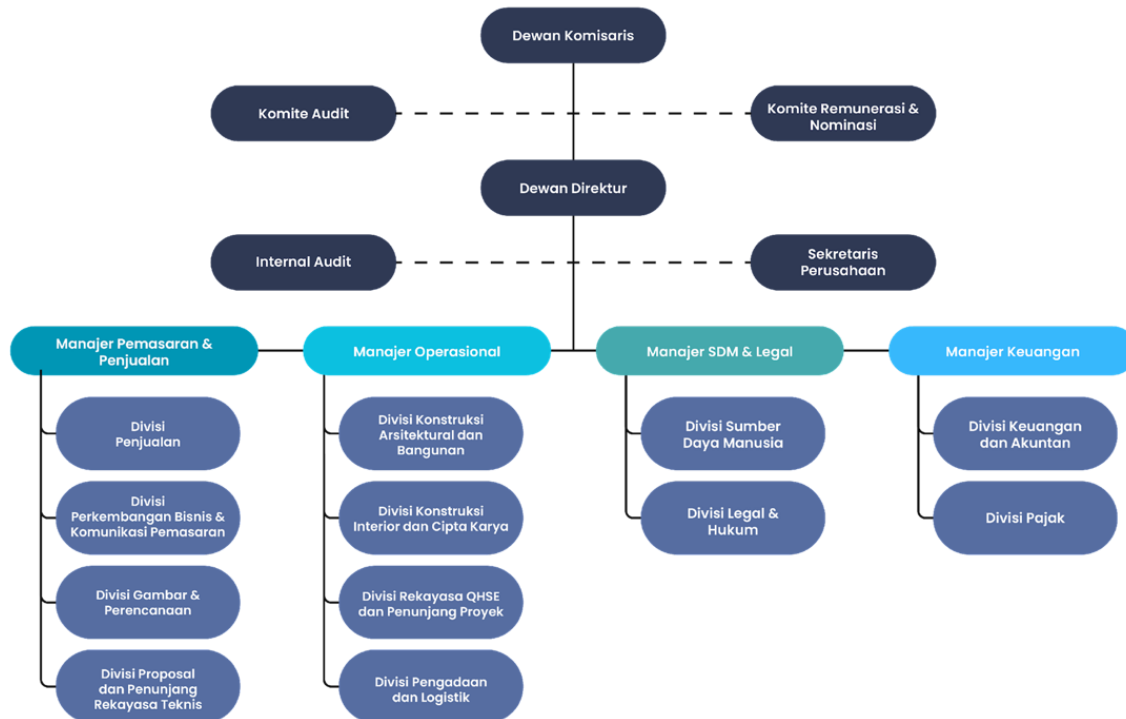 Dewan Komisaris
Komite Audit
Komite Remunerasi &
Nominasi
Dewan Direktur
Internal Audit
Sekretaris
Perusahaan
Manajer Pemasaran &
Penjualan
Manajer Operasional
Manajer SDM & Legal
Manajer Keuangan
Divisi
Penjualan
Divisi
Perkembangan Bisnis &
Komunikasi Pemasaran
Divisi Gambar &
Perencanaan
Divisi Proposal
dan Penunjang
Rekayasa Teknis
Divisi Konstruksi
Arsitektural dan
Bangunan
Divisi Konstruksi
Interior dan Cipta Karya
Divisi Rekayasa QHSE
dan Penunjang Proyek
Divisi Pengadaan
dan Logistik
Divisi Sumber
Daya Manusia
Divisi Legal &
Hukum
Divisi Keuangan
dan Akuntan
Divisi Pajak